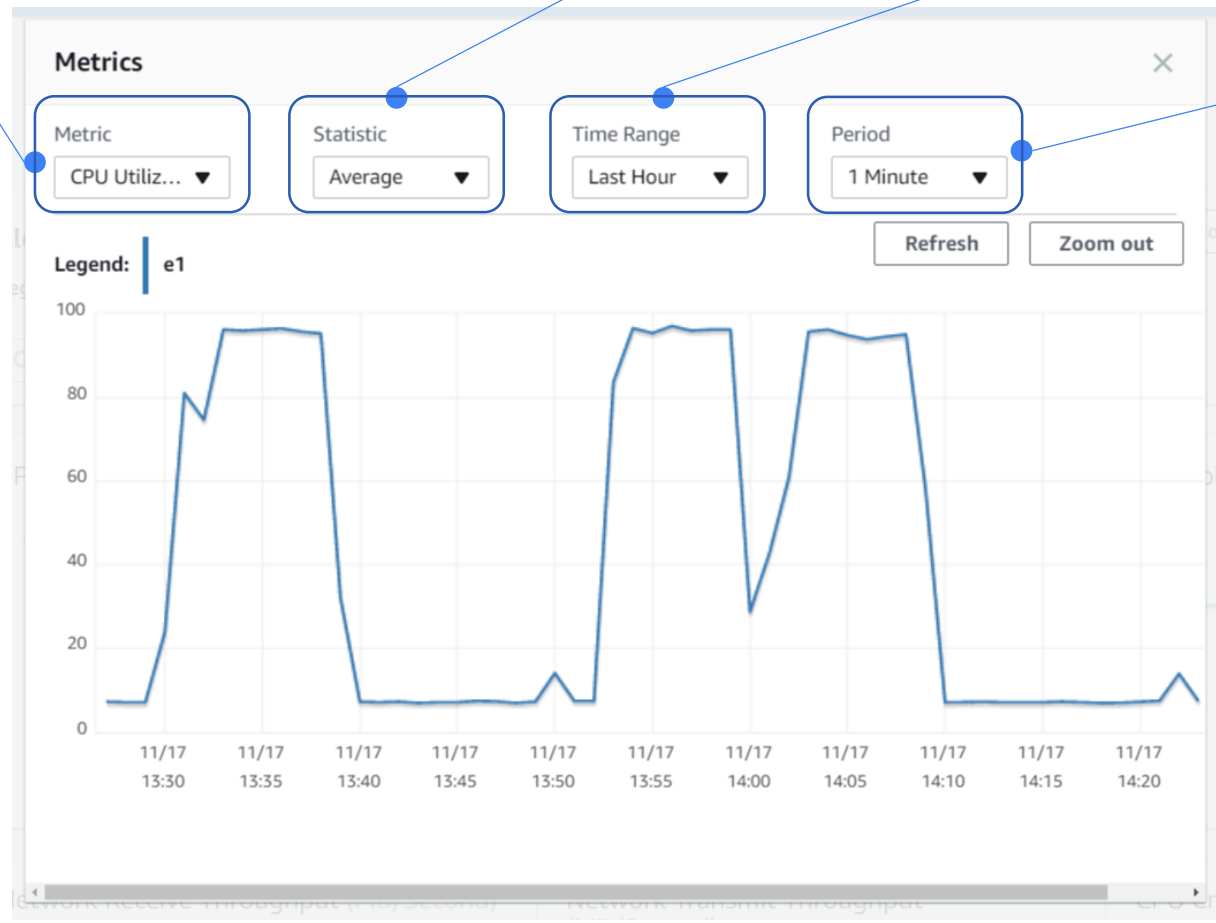 Metrics
Metric
Statistic
Time Range
Period
CPU Utiliz...
Average
Last Hour
1 Minute
Refresh
Zoom out
Legend:
e1
100
80
60
40
20
0
11/17 11/17 11/17 11/17 11/17 11/17 11/17 11/17 11/17 11/17 11/17
13:30 13:35 13:40 13:45 13:50 13:55 14:00 14:05 14:10 14:15 14:20
Network Transmit Throughput